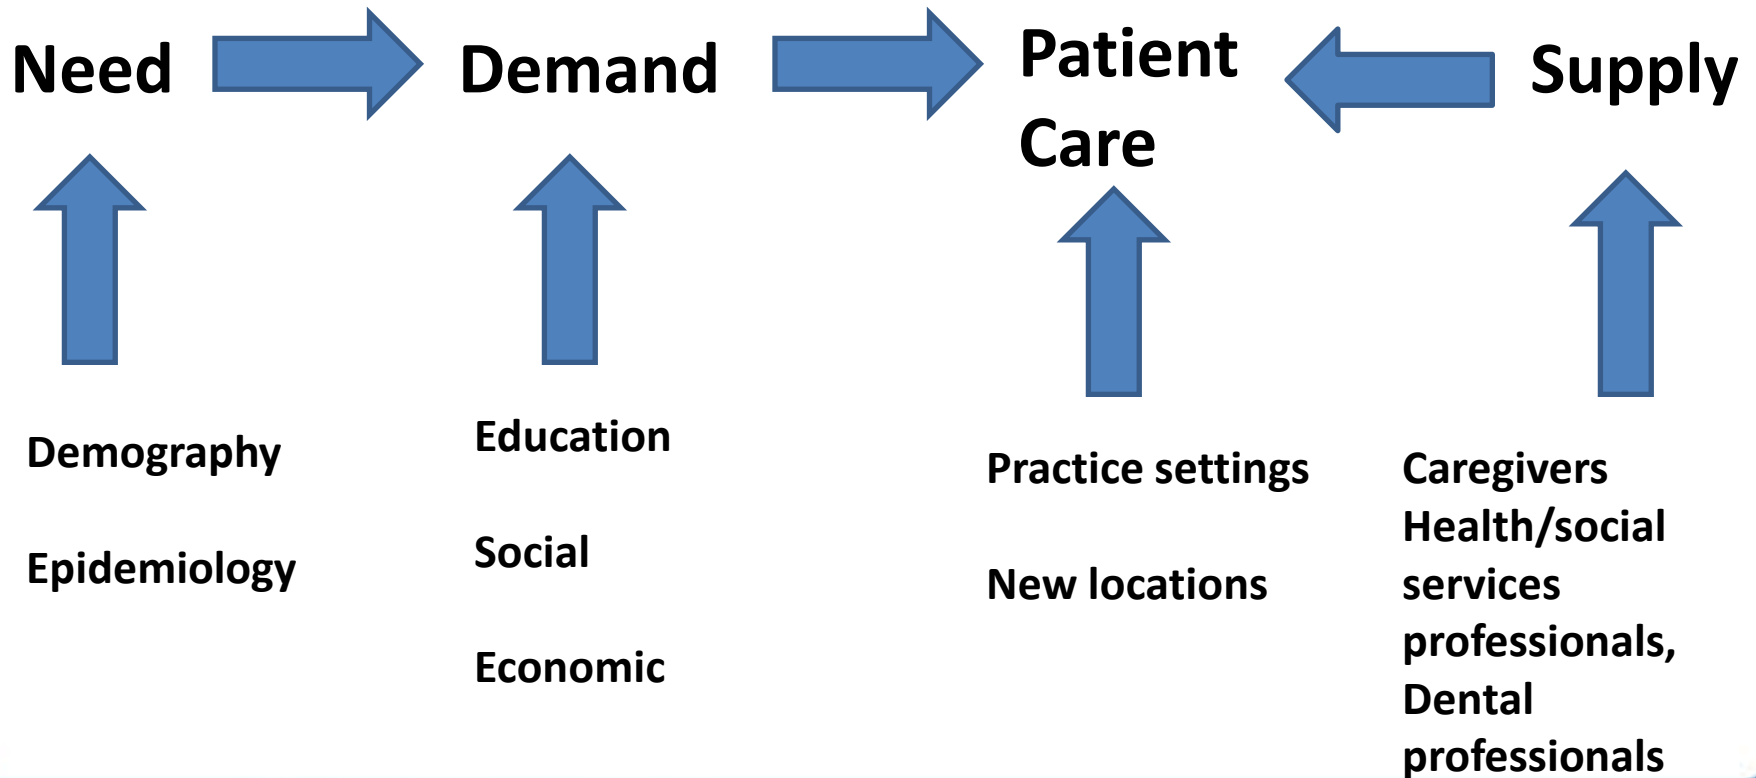 Need
Demand
Patient
Care
Supply
Demography
Epidemiology
Education
Social
Economic
Practice settings
New locations
Caregivers
Health/social
services
professionals,
Dental
professionals